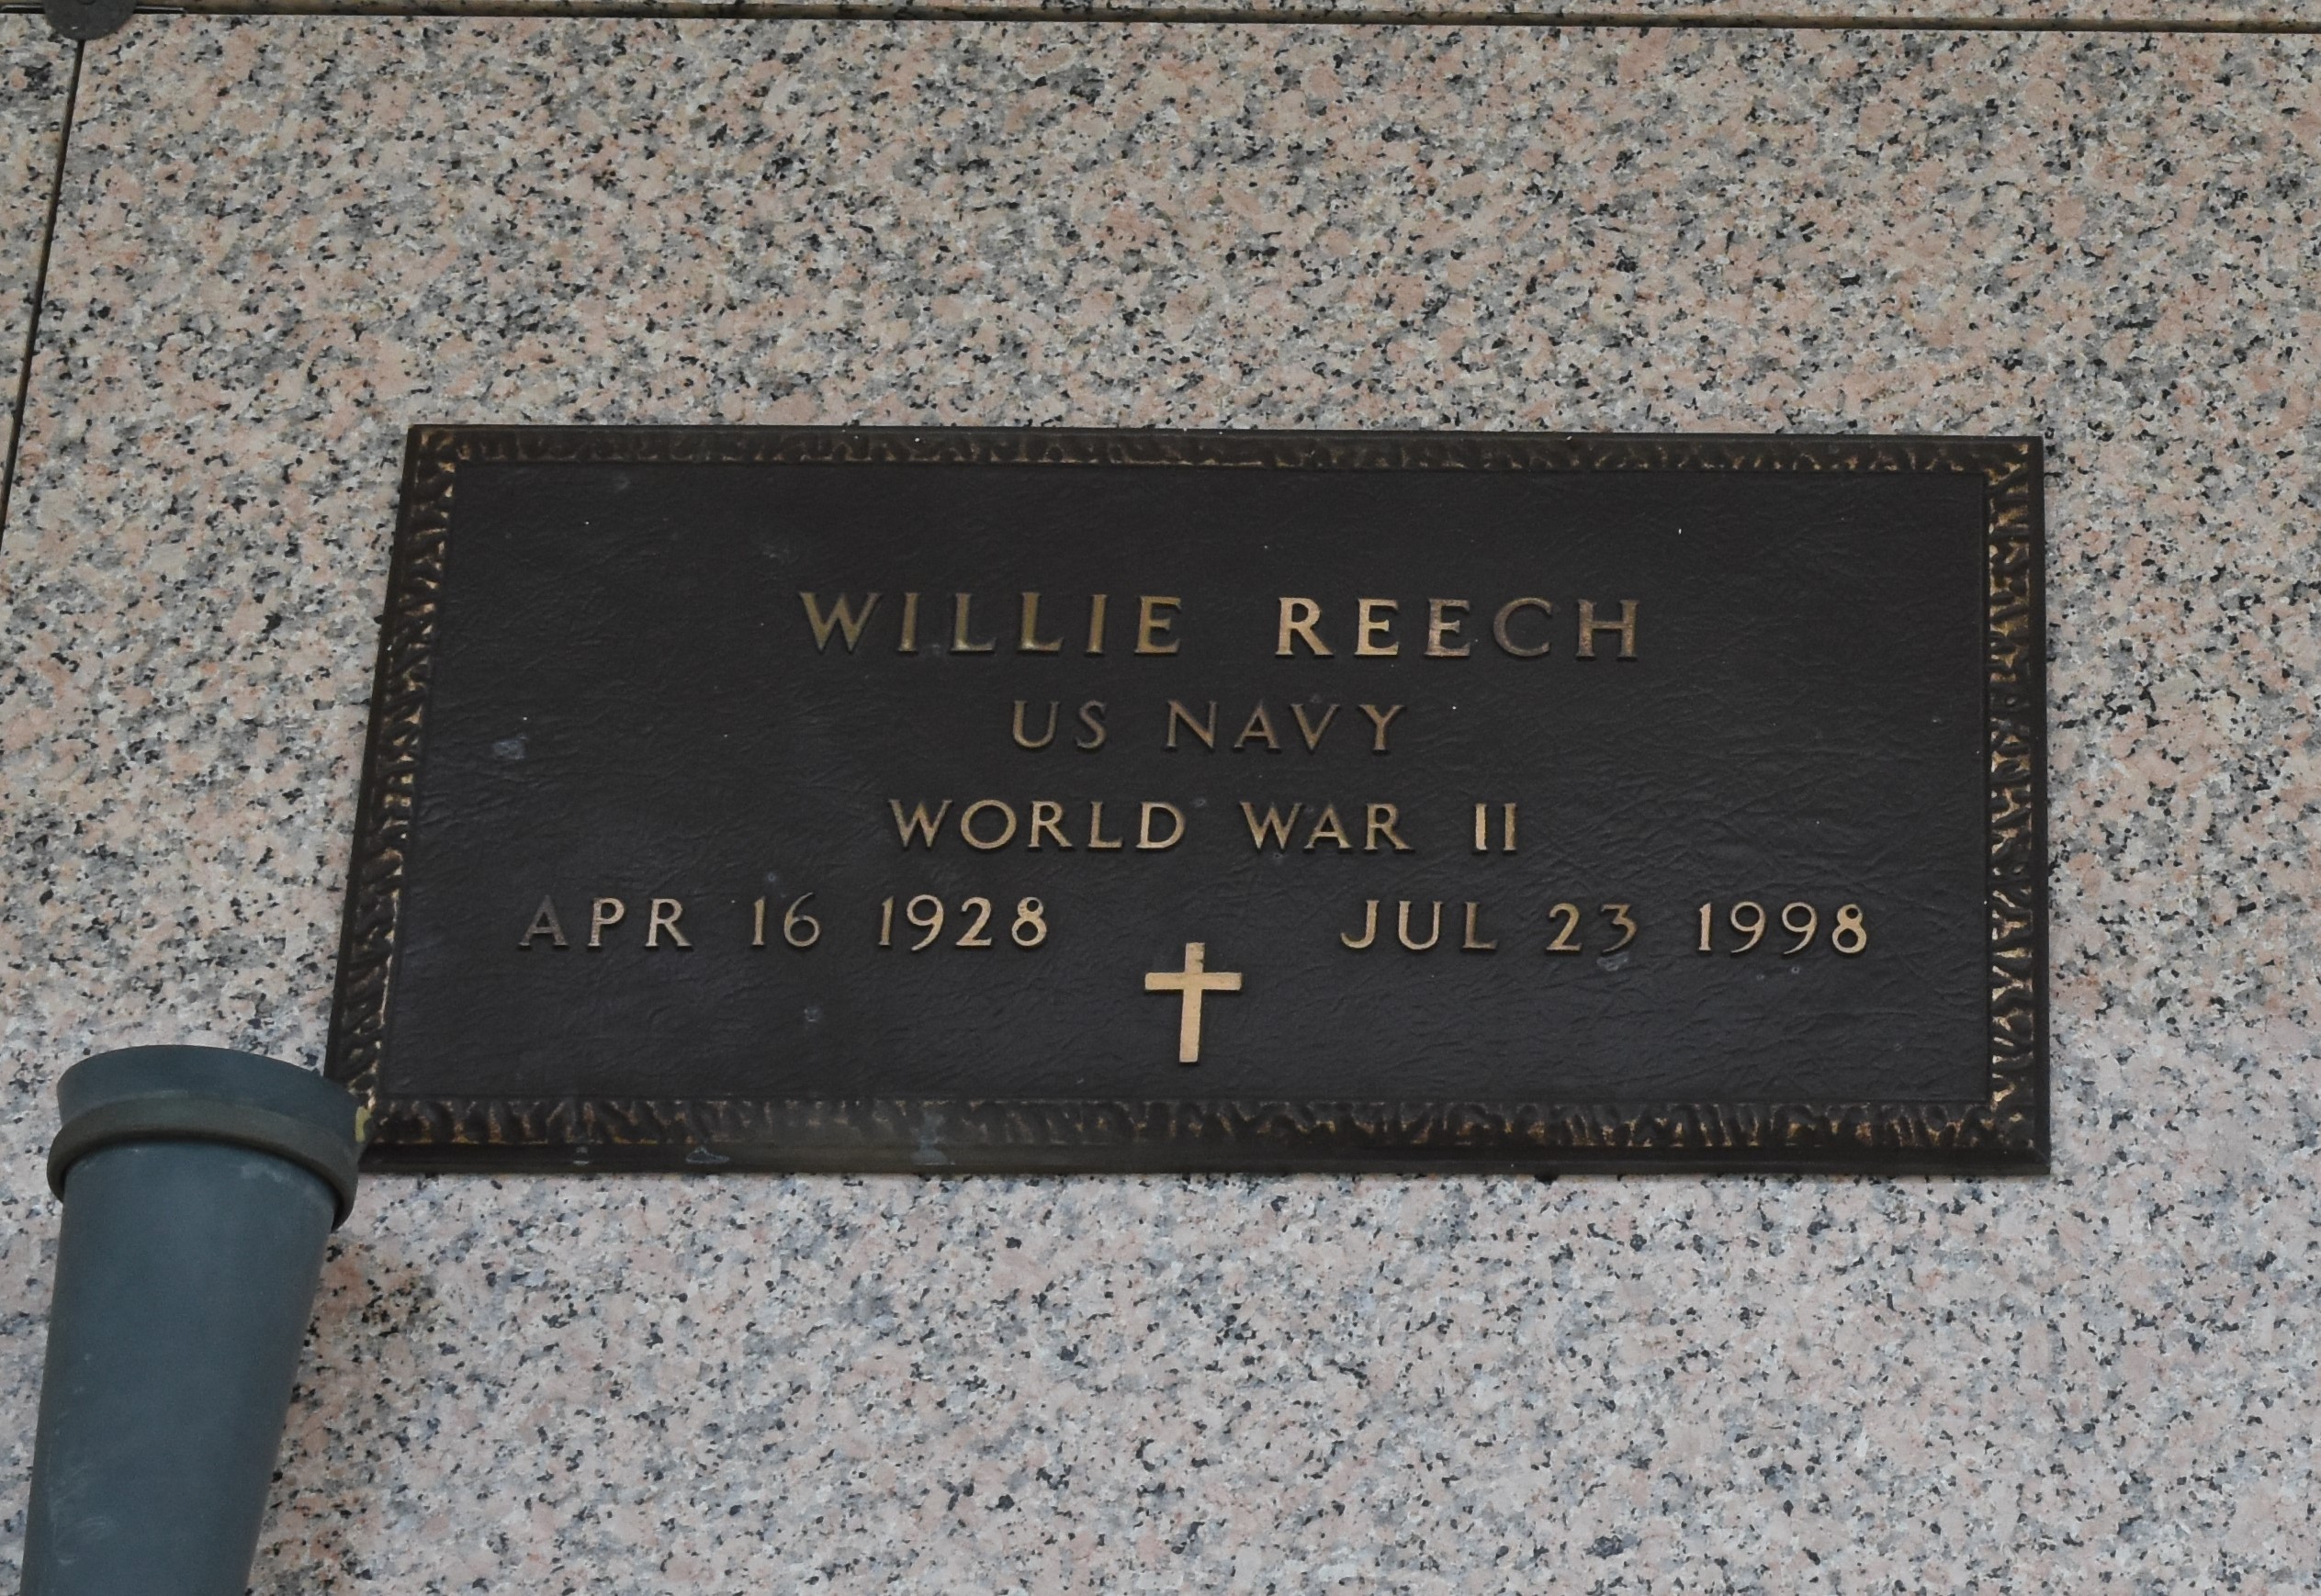 WILLIE REECH
US NAVY
WORLD WAR II
APR 16 1928 JUL 23 1998